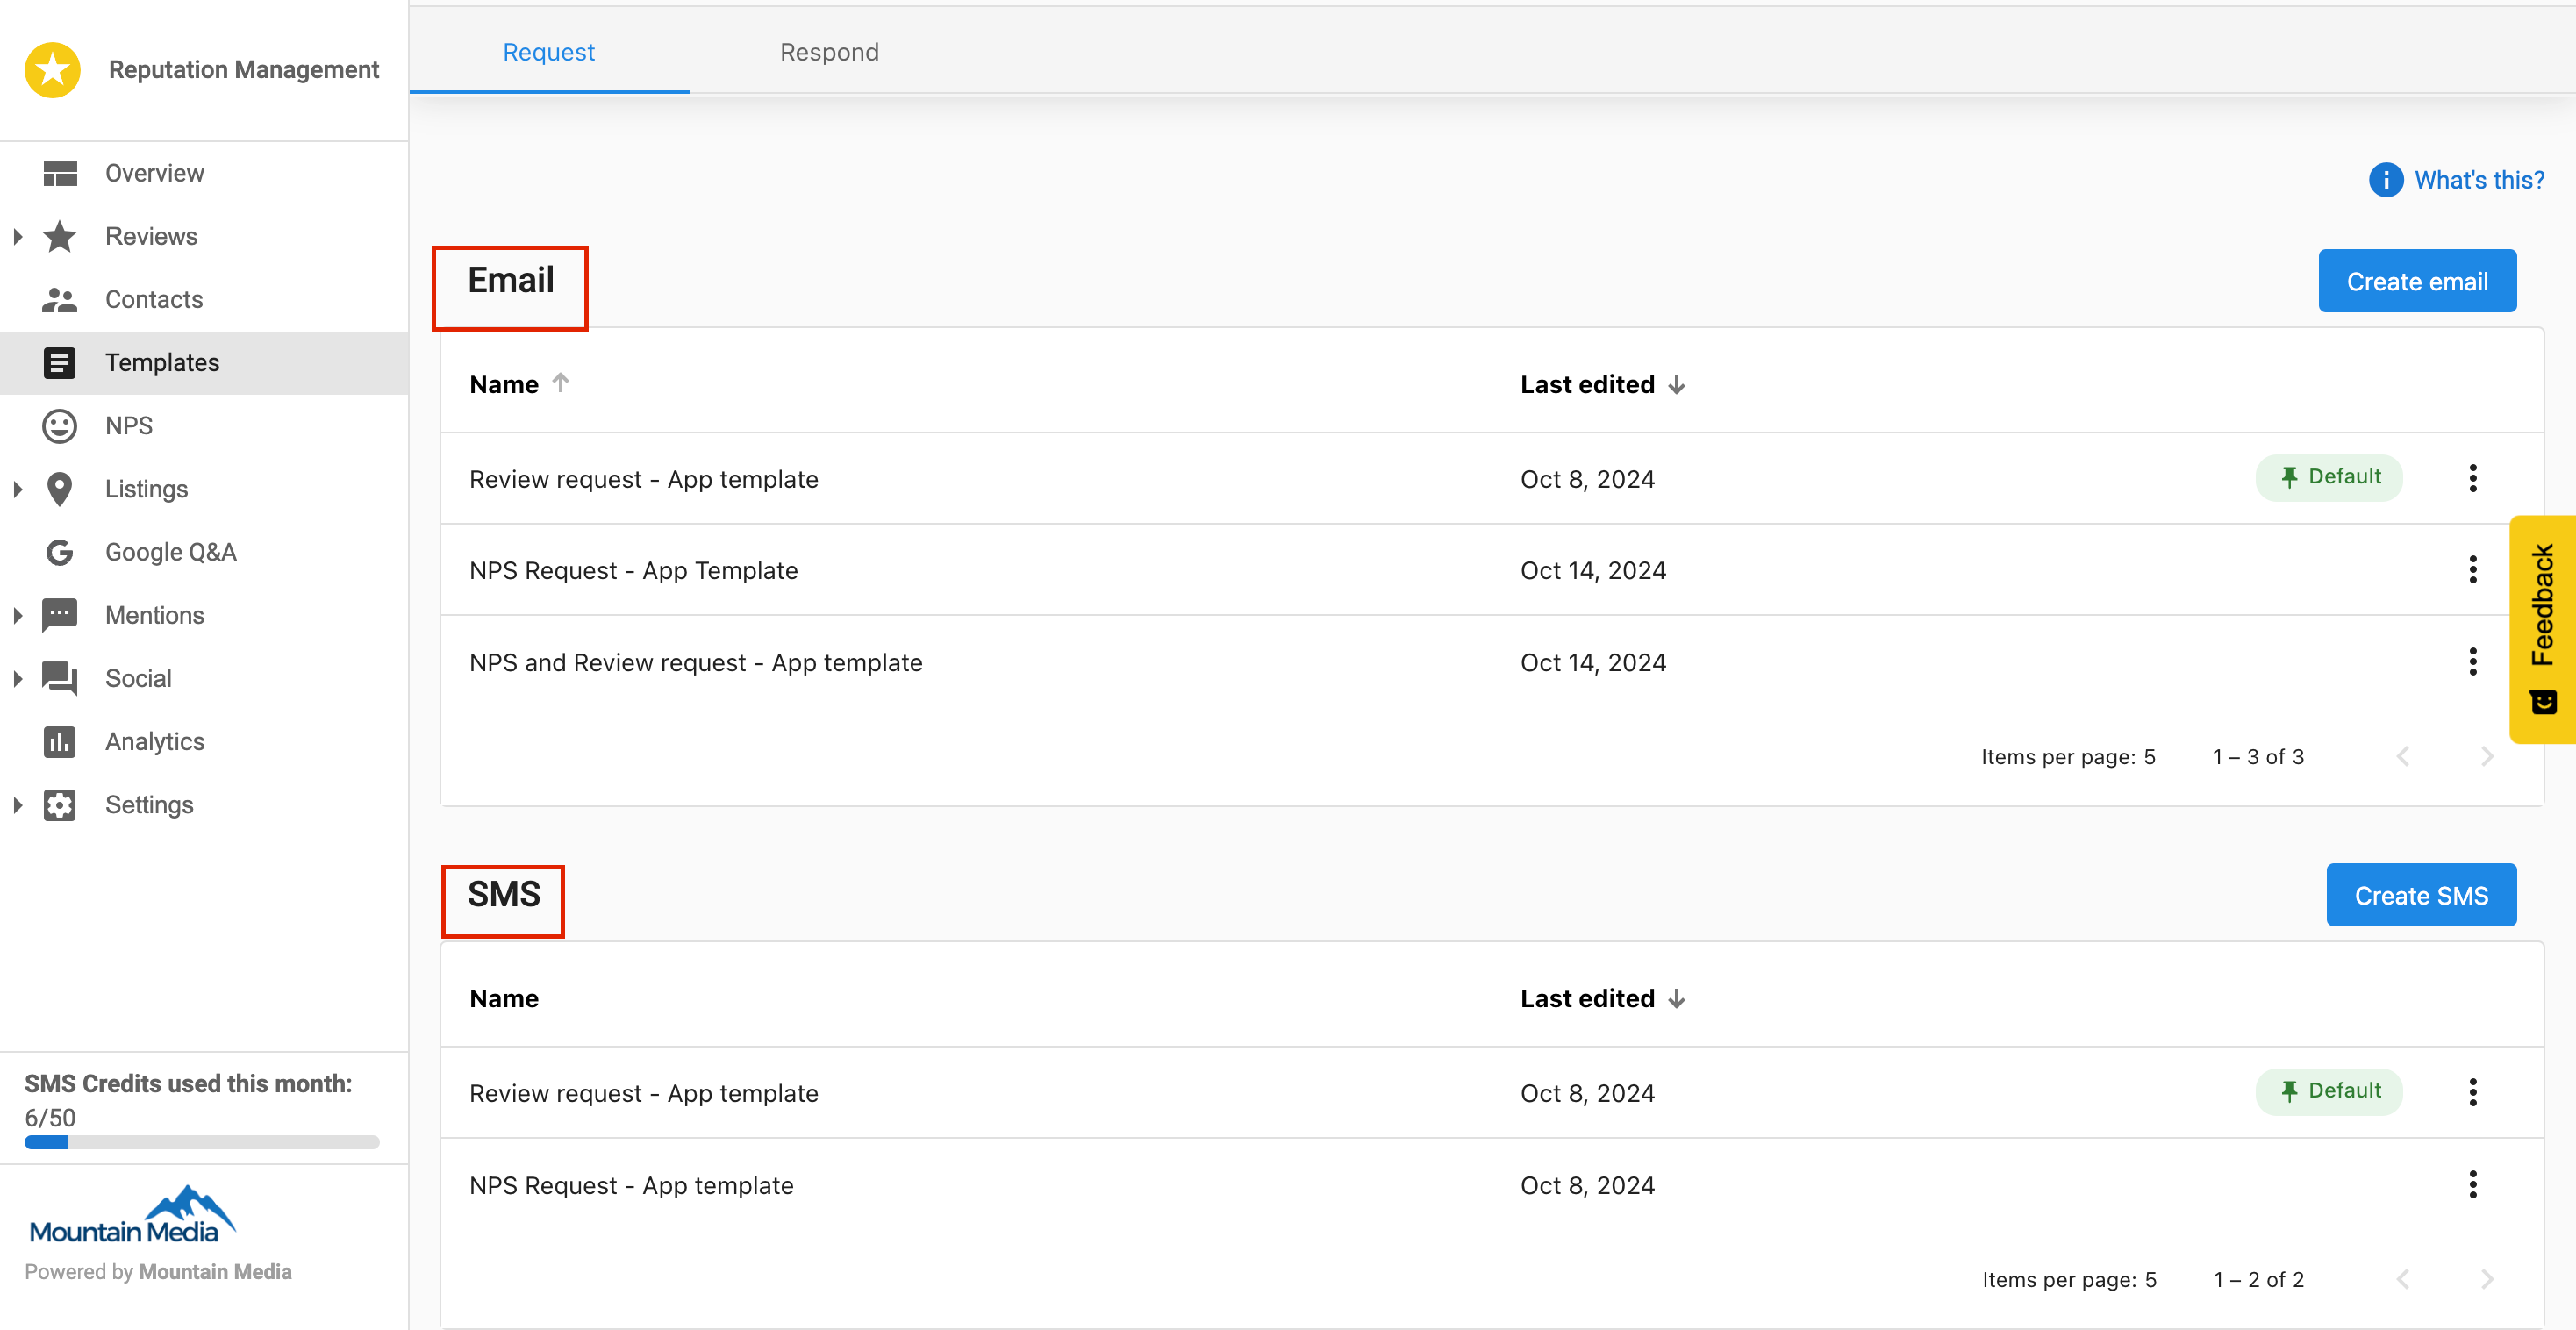 Reputation Management
Overview
Reviews
Contacts
Templates
NPS
Listings
Google Q&A
Mentions
Social
Analytics
Settings
SMS Credits used this month:
6/50
Mountain Media
Powered by Mountain Media
Request Respond
What's this?
Email Create email
Name Last edited
Review request - App template Oct 8, 2024 Default
NPS Request - App Template Oct 14, 2024
NPS and Review request - App template Oct 14, 2024
Items per page: 5 1 – 3 of 3
SMS Create SMS
Name Last edited
Review request - App template Oct 8, 2024 Default
NPS Request - App template Oct 8, 2024
Items per page: 5 1 – 2 of 2
Feedback